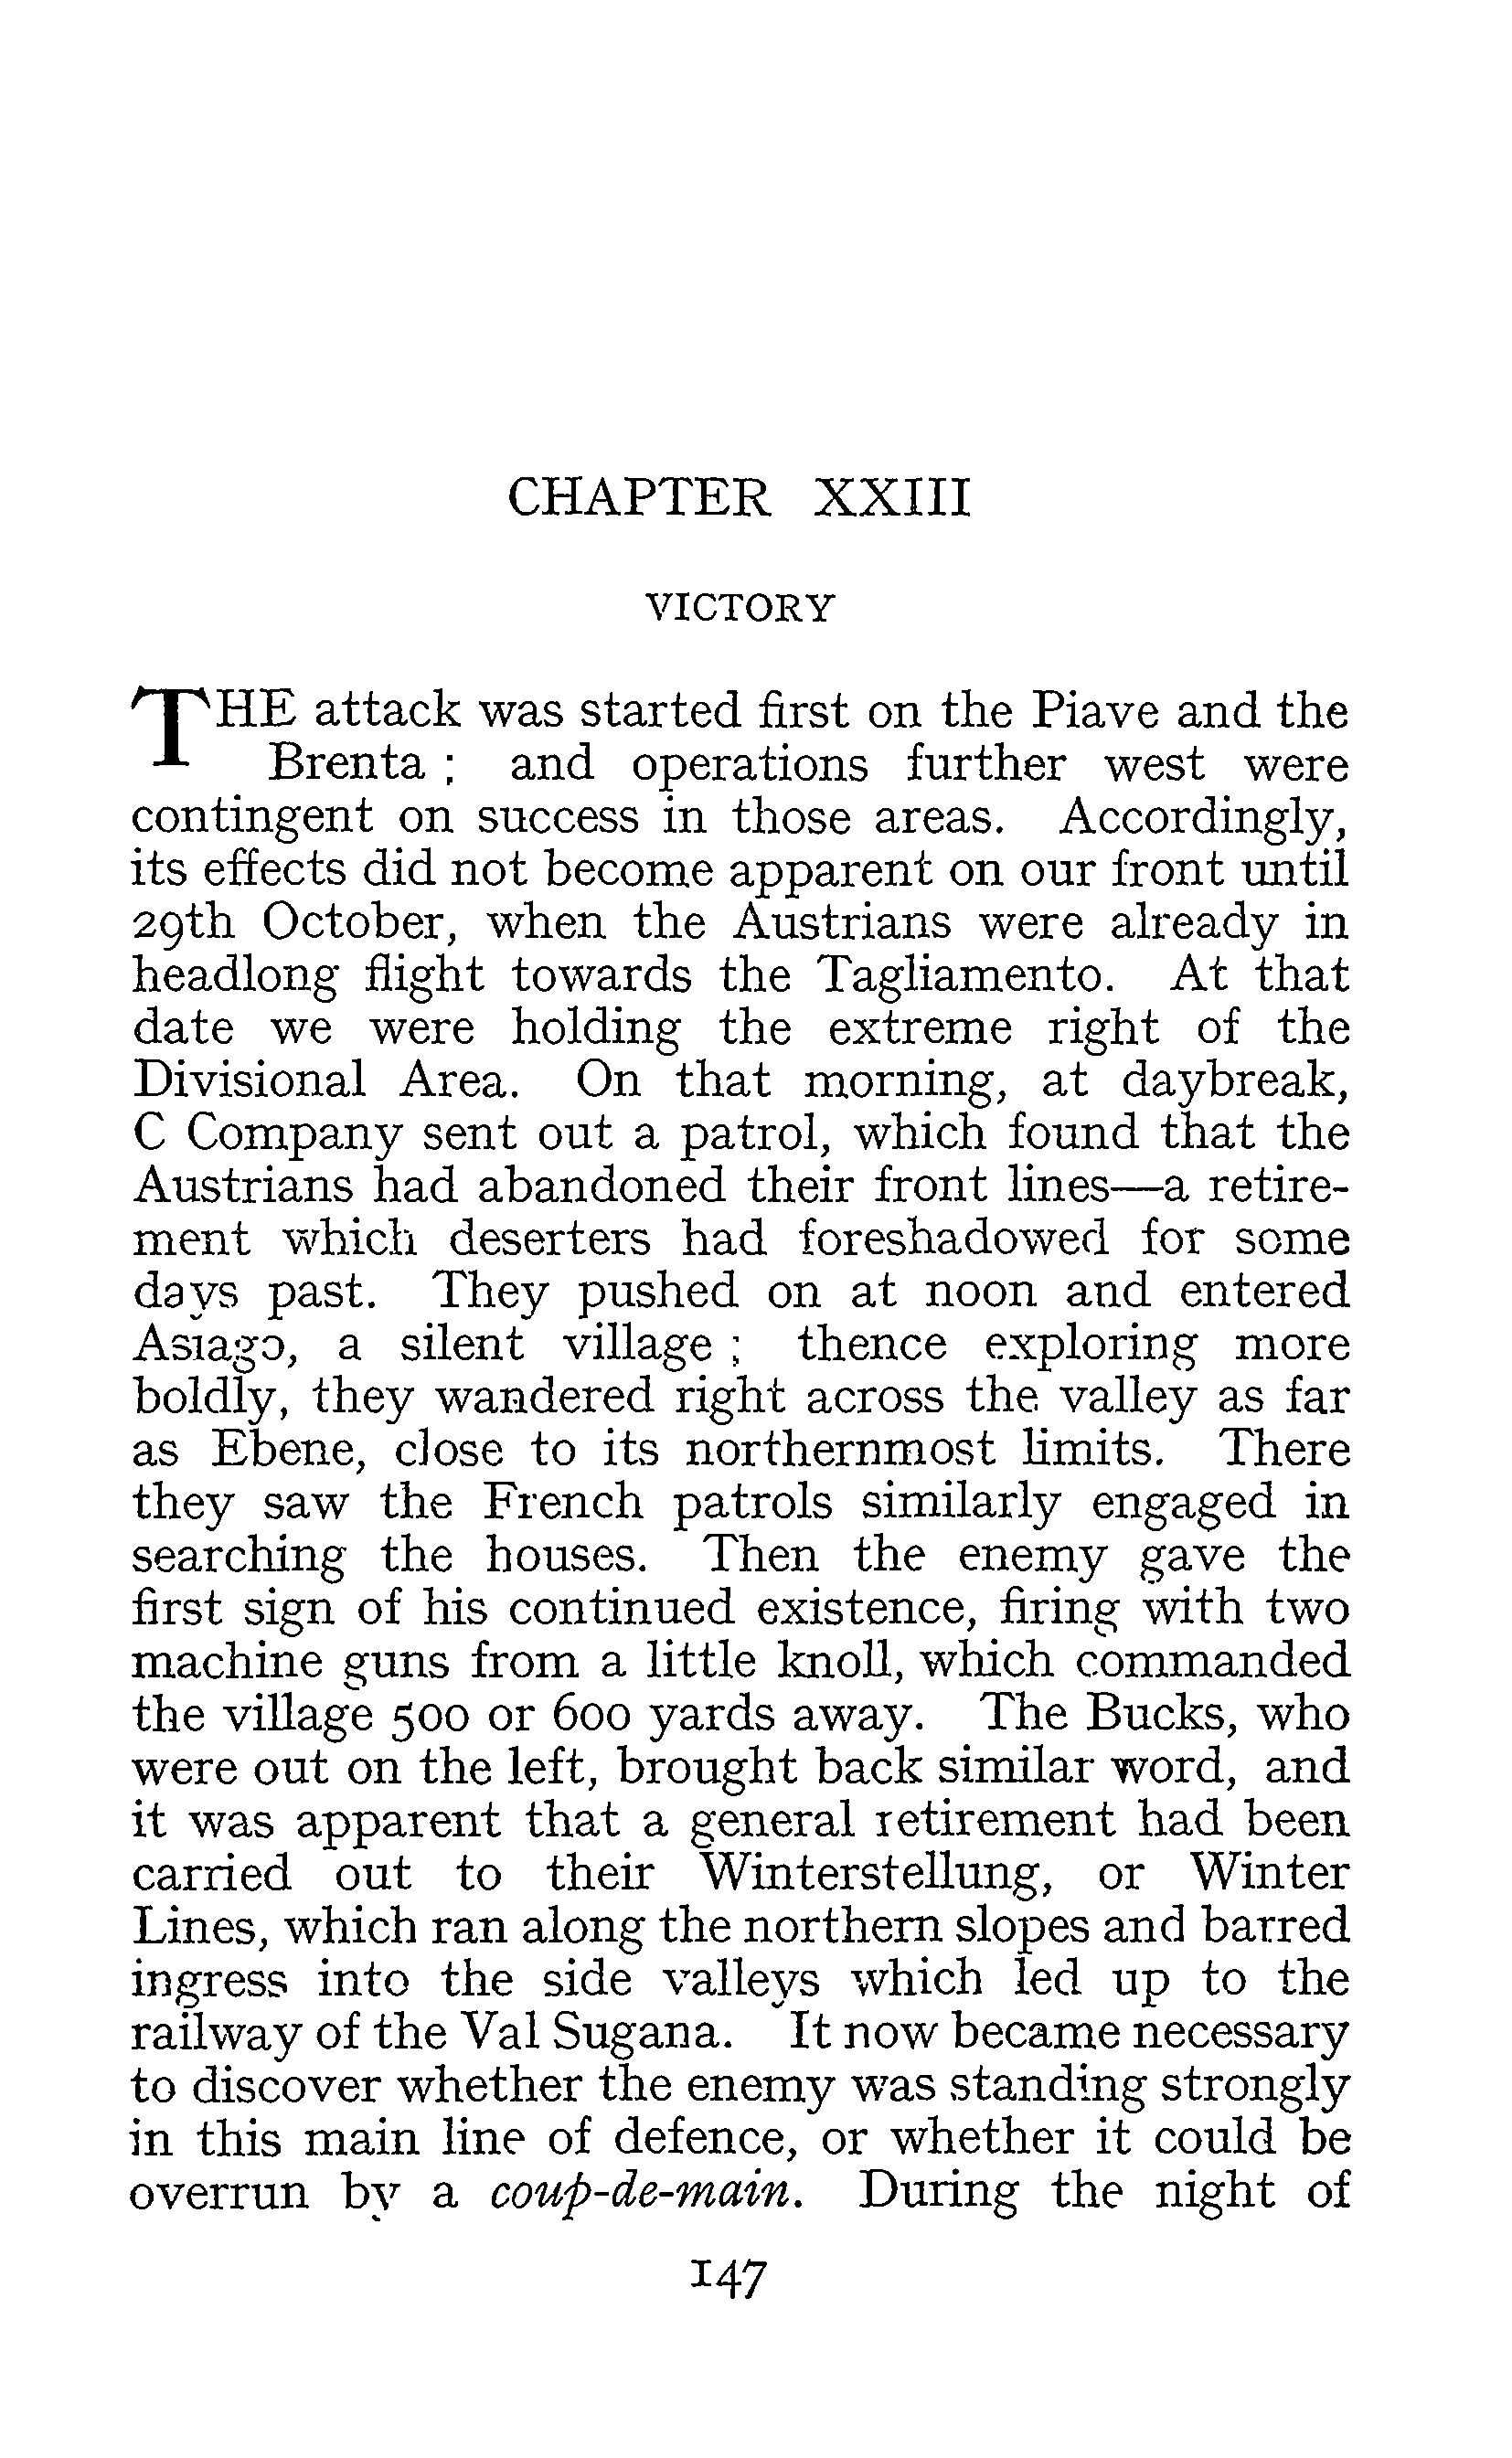 CHAPTER XXIII
VICTORY
THE attack was started first on the Piave and the
Brenta ; and operations further west were
contingent on success in those areas. Accordingly,
its effects did not become apparent on our front until
29th October, when the Austrians were already in
headlong flight towards the Tagliamento. At that
date we were holding the extreme right of the
Divisional Area. On that morning, at daybreak,
C Company sent out a patrol, which found that the
Austrians had abandoned their front lines—a retire-
ment which deserters had foreshadowed for some
days past. They pushed on at noon and entered
Asiago, a silent village ; thence exploring more
boldly, they wandered right across the valley as far
as Ebene, close to its northernmost limits. There
they saw the French patrols similarly engaged in
searching the houses. Then the enemy gave the
first sign of his continued existence, firing with two
machine guns from a little knoll, which commanded
the village 500 or 600 yards away. The Bucks, who
were out on the left, brought back similar word, and
it was apparent that a general retirement had been
carried out to their Winterstellung, or Winter
Lines, which ran along the northern slopes and barred
ingress into the side valleys which led up to the
railway of the Val Sugana. It now became necessary
to discover whether the enemy was standing strongly
in this main line of defence, or whether it could be
overrun by a coup-de-main. During the night of
147